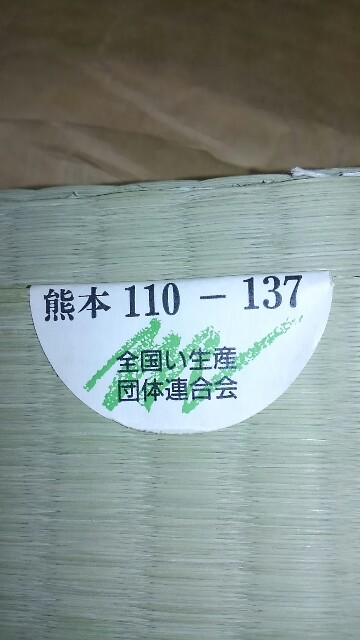 熊本 110 － 137
全国い生産
団体連合会